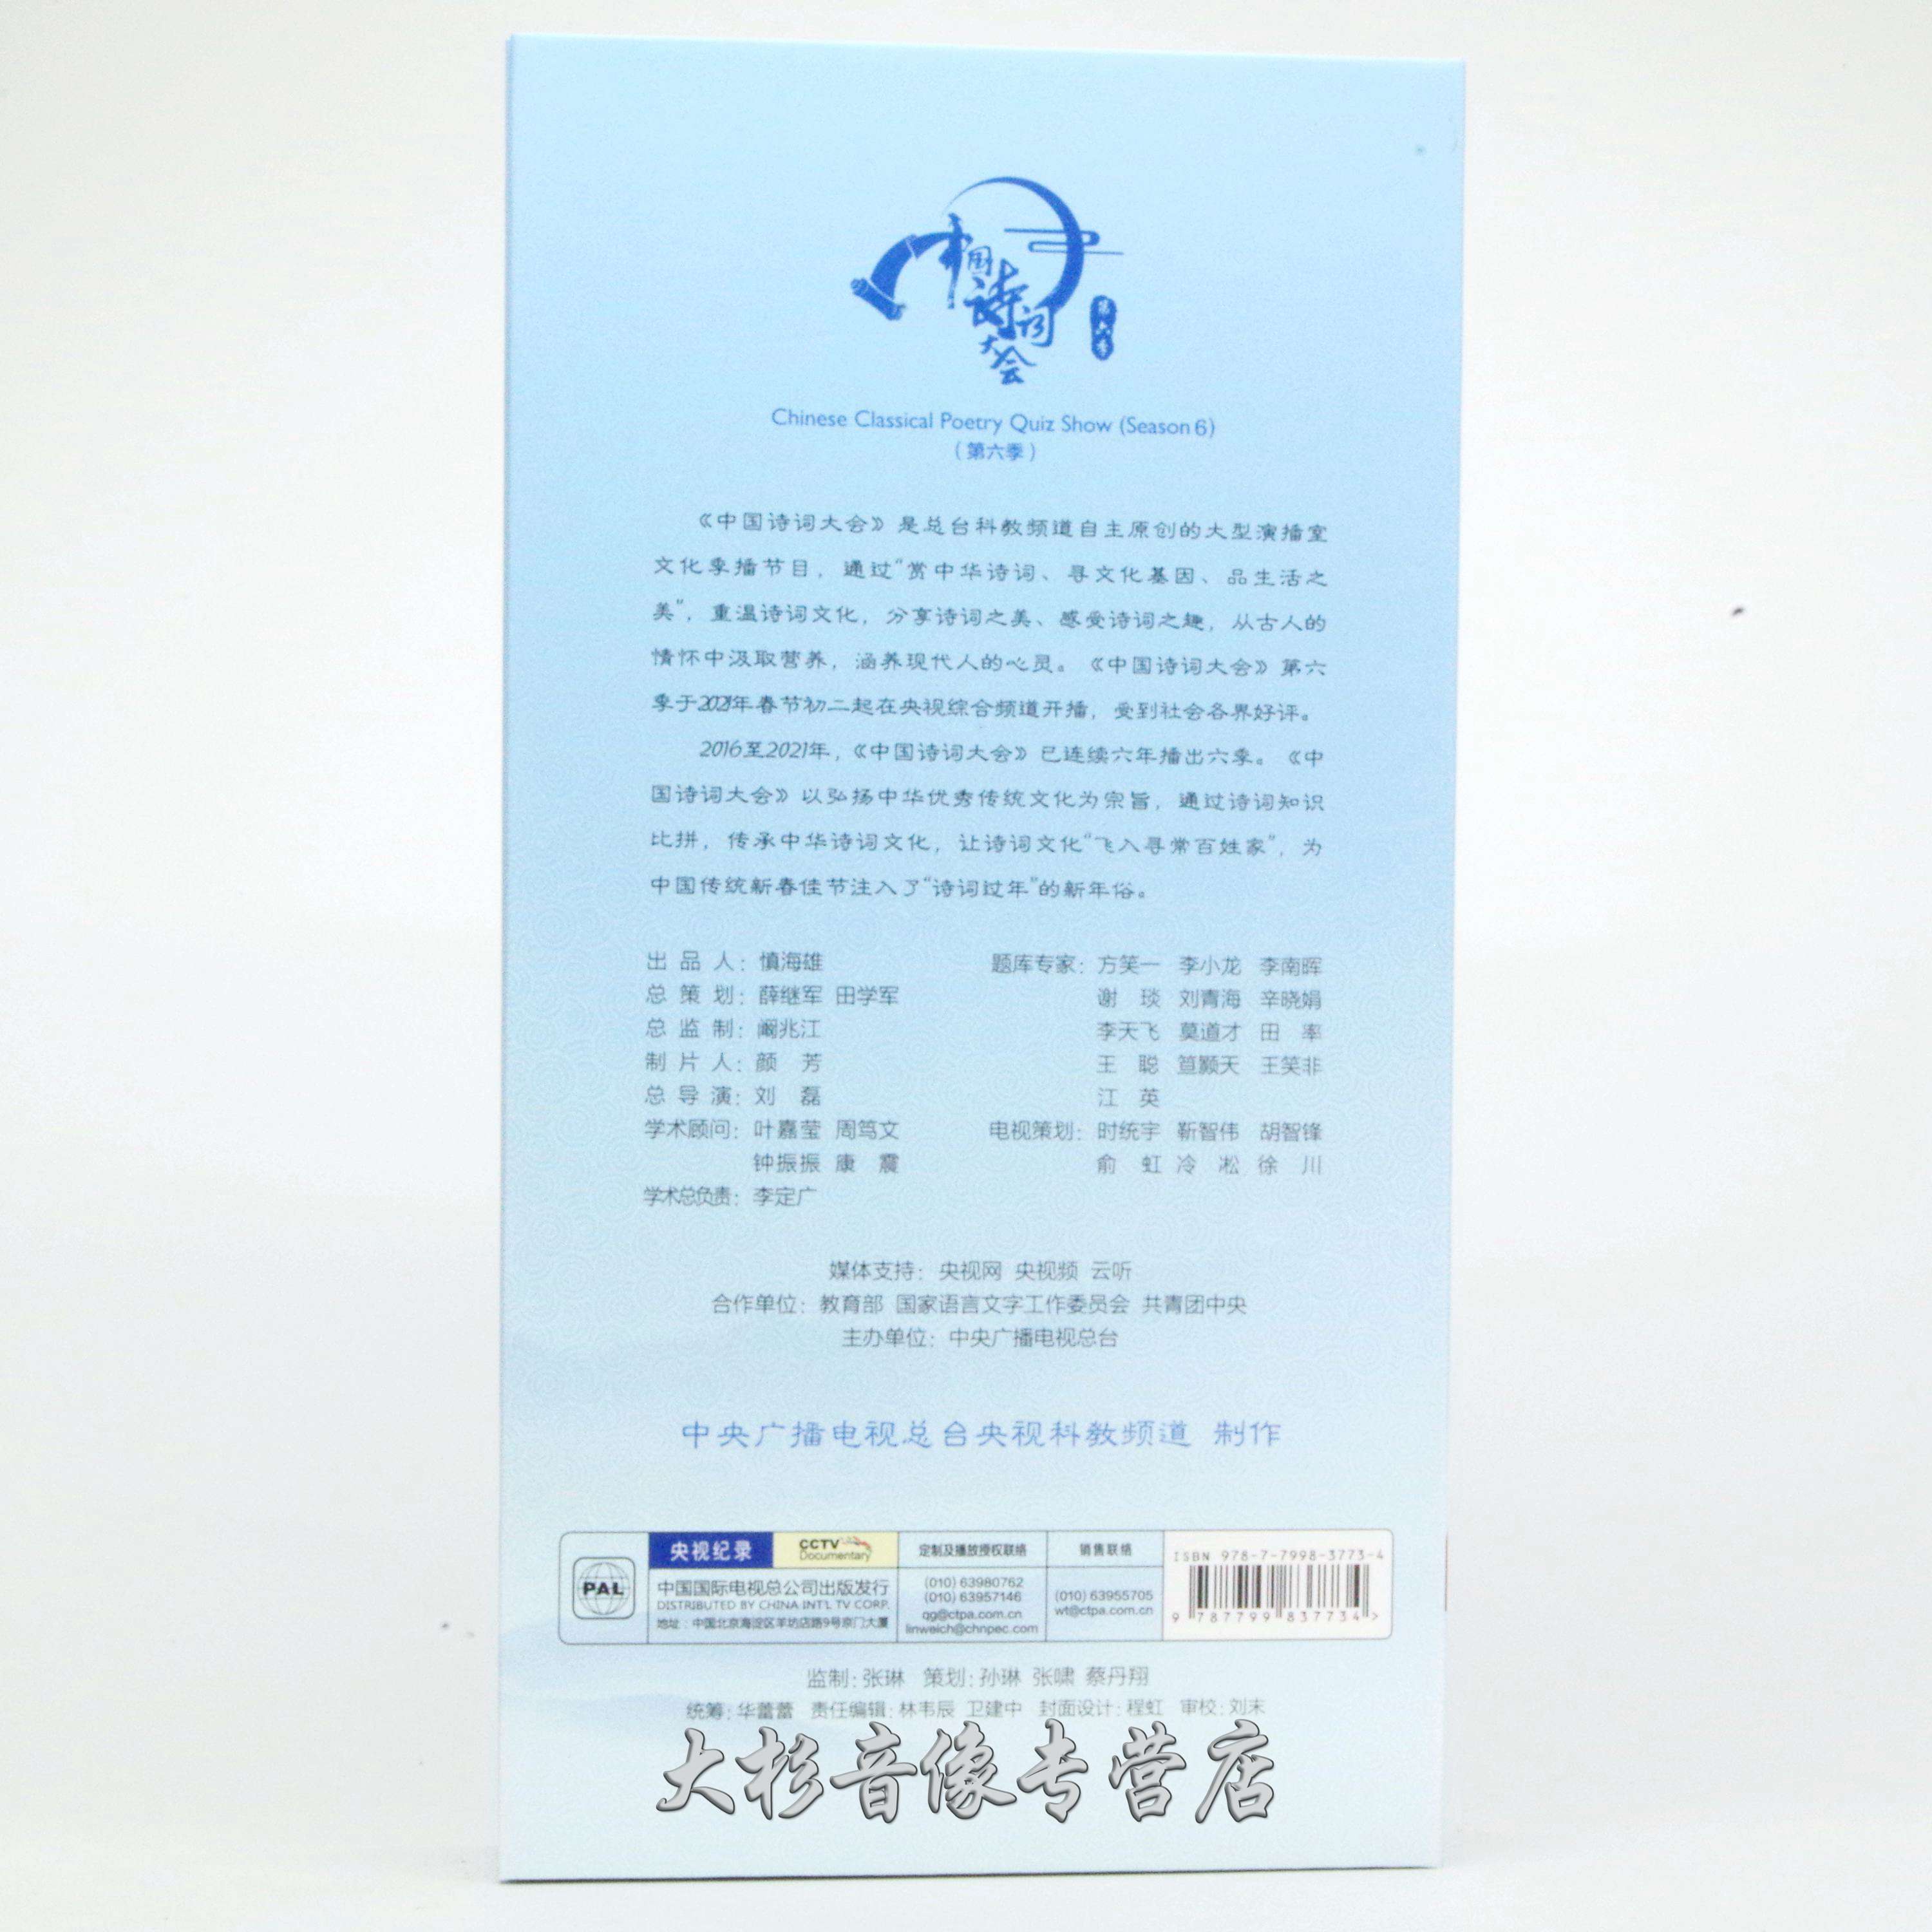 中国诗词大会
第六季
Chinese Classical Poetry Quiz Show (Season 6)
（第六季）
《中国诗词大会》是总台科教频道自主原创的大型演播室
文化季播节目，通过“赏中华诗词、寻文化基因、品生活之
美”，重温诗词文化，分享诗词之美、感受诗词之趣，从古人的
情怀中汲取营养，涵养现代人的心灵。《中国诗词大会》第六
季于2021年春节初二起在央视综合频道开播，受到社会各界好评。
2016至2021年，《中国诗词大会》已连续六年播出六季。《中
国诗词大会》以弘扬中华优秀传统文化为宗旨，通过诗词知识
比拼，传承中华诗词文化，让诗词文化“飞入寻常百姓家”，为
中国传统新春佳节注入了“诗词过年”的新年俗。
出品人：慎海雄
总策划：薛继军 田学军
总监制：阚兆江
制片人：颜芳
总导演：刘磊
学术顾问：叶嘉莹 周笃文
钟振振 康震
学术总负责：李定广
题库专家：方笑一 李小龙 李南晖
谢琰 刘青海 辛晓娟
李天飞 莫道才 田率
王聪 笪颢天 王笑非
江英
电视策划：时统宇 靳智伟 胡智锋
俞虹 冷凇 徐川
媒体支持：央视网 央视频 云听
合作单位：教育部 国家语言文字工作委员会 共青团中央
主办单位：中央广播电视总台
中央广播电视总台央视科教频道 制作
PAL
央视纪录
CCTV Documentary
中国国际电视总公司出版发行
DISTRIBUTED BY CHINA INT'L TV CORP.
地址：中国北京海淀区羊坊店路9号京门大厦
定制及播放授权联络
(010) 63980762
(010) 63957146
qg@ctpa.com.cn
linweich@chnpec.com
销售联络
(010) 63955705
wt@ctpa.com.cn
ISBN 978-7-7998-3773-4
9 787799 837734 >
监制：张琳 策划：孙琳 张啸 蔡丹翔
统筹：华蕾蕾 责任编辑：林韦辰 卫建中 封面设计：程虹 审校：刘末
大杉音像专营店